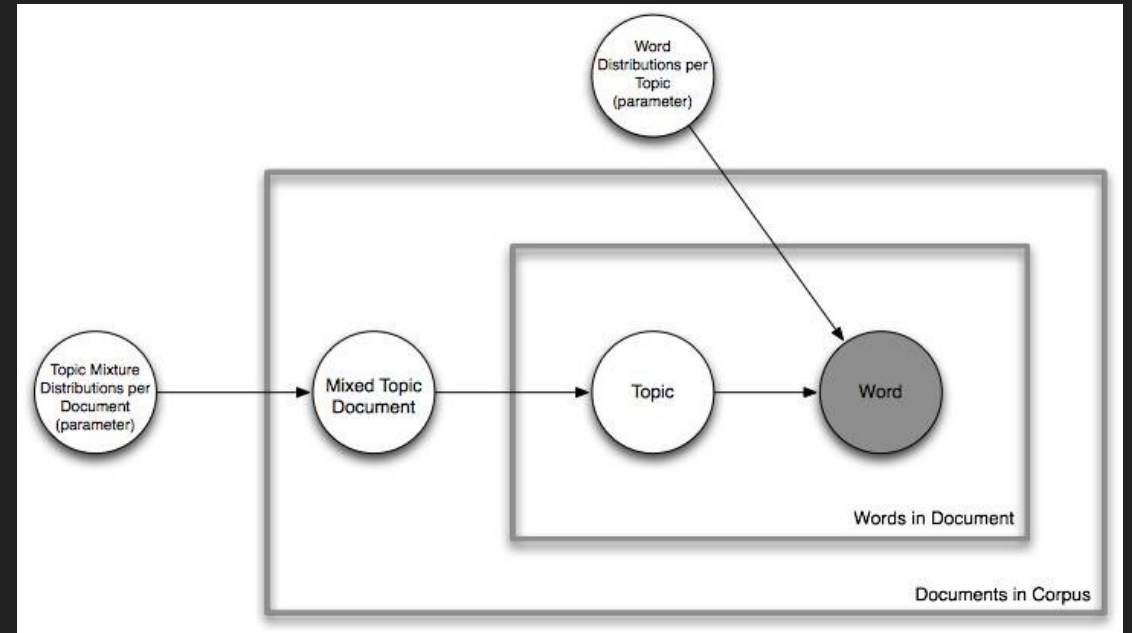 Word
Distributions per
Topic
(parameter)
Topic Mixture
Distributions per
Document
(parameter)
Mixed Topic
Document
Topic
Word
Words in Document
Documents in Corpus